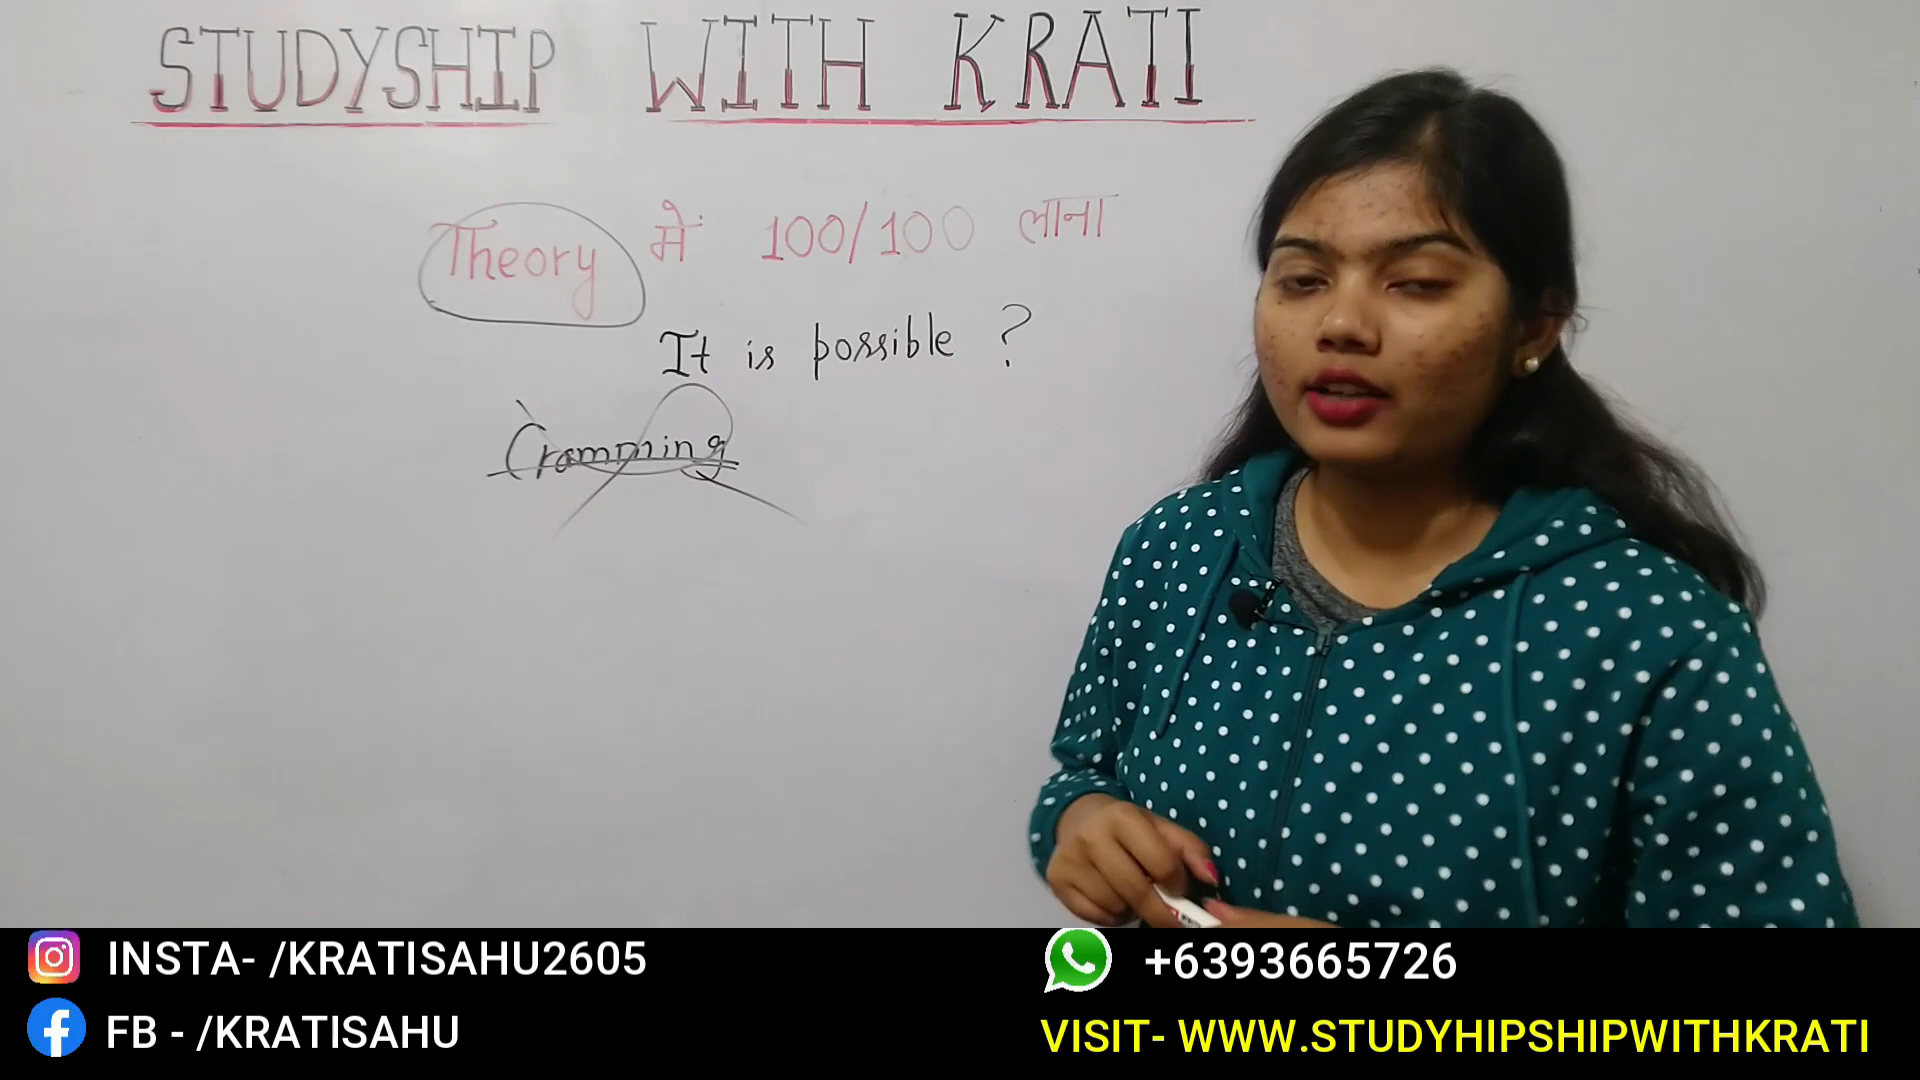 STUDYSHIP WITH KRATI
Theory में 100/100 लाना
It is possible ?
Cramming
INSTA- /KRATISAHU2605
+6393665726
FB - /KRATISAHU
VISIT- WWW.STUDYHIPSHIPWITHKRATI